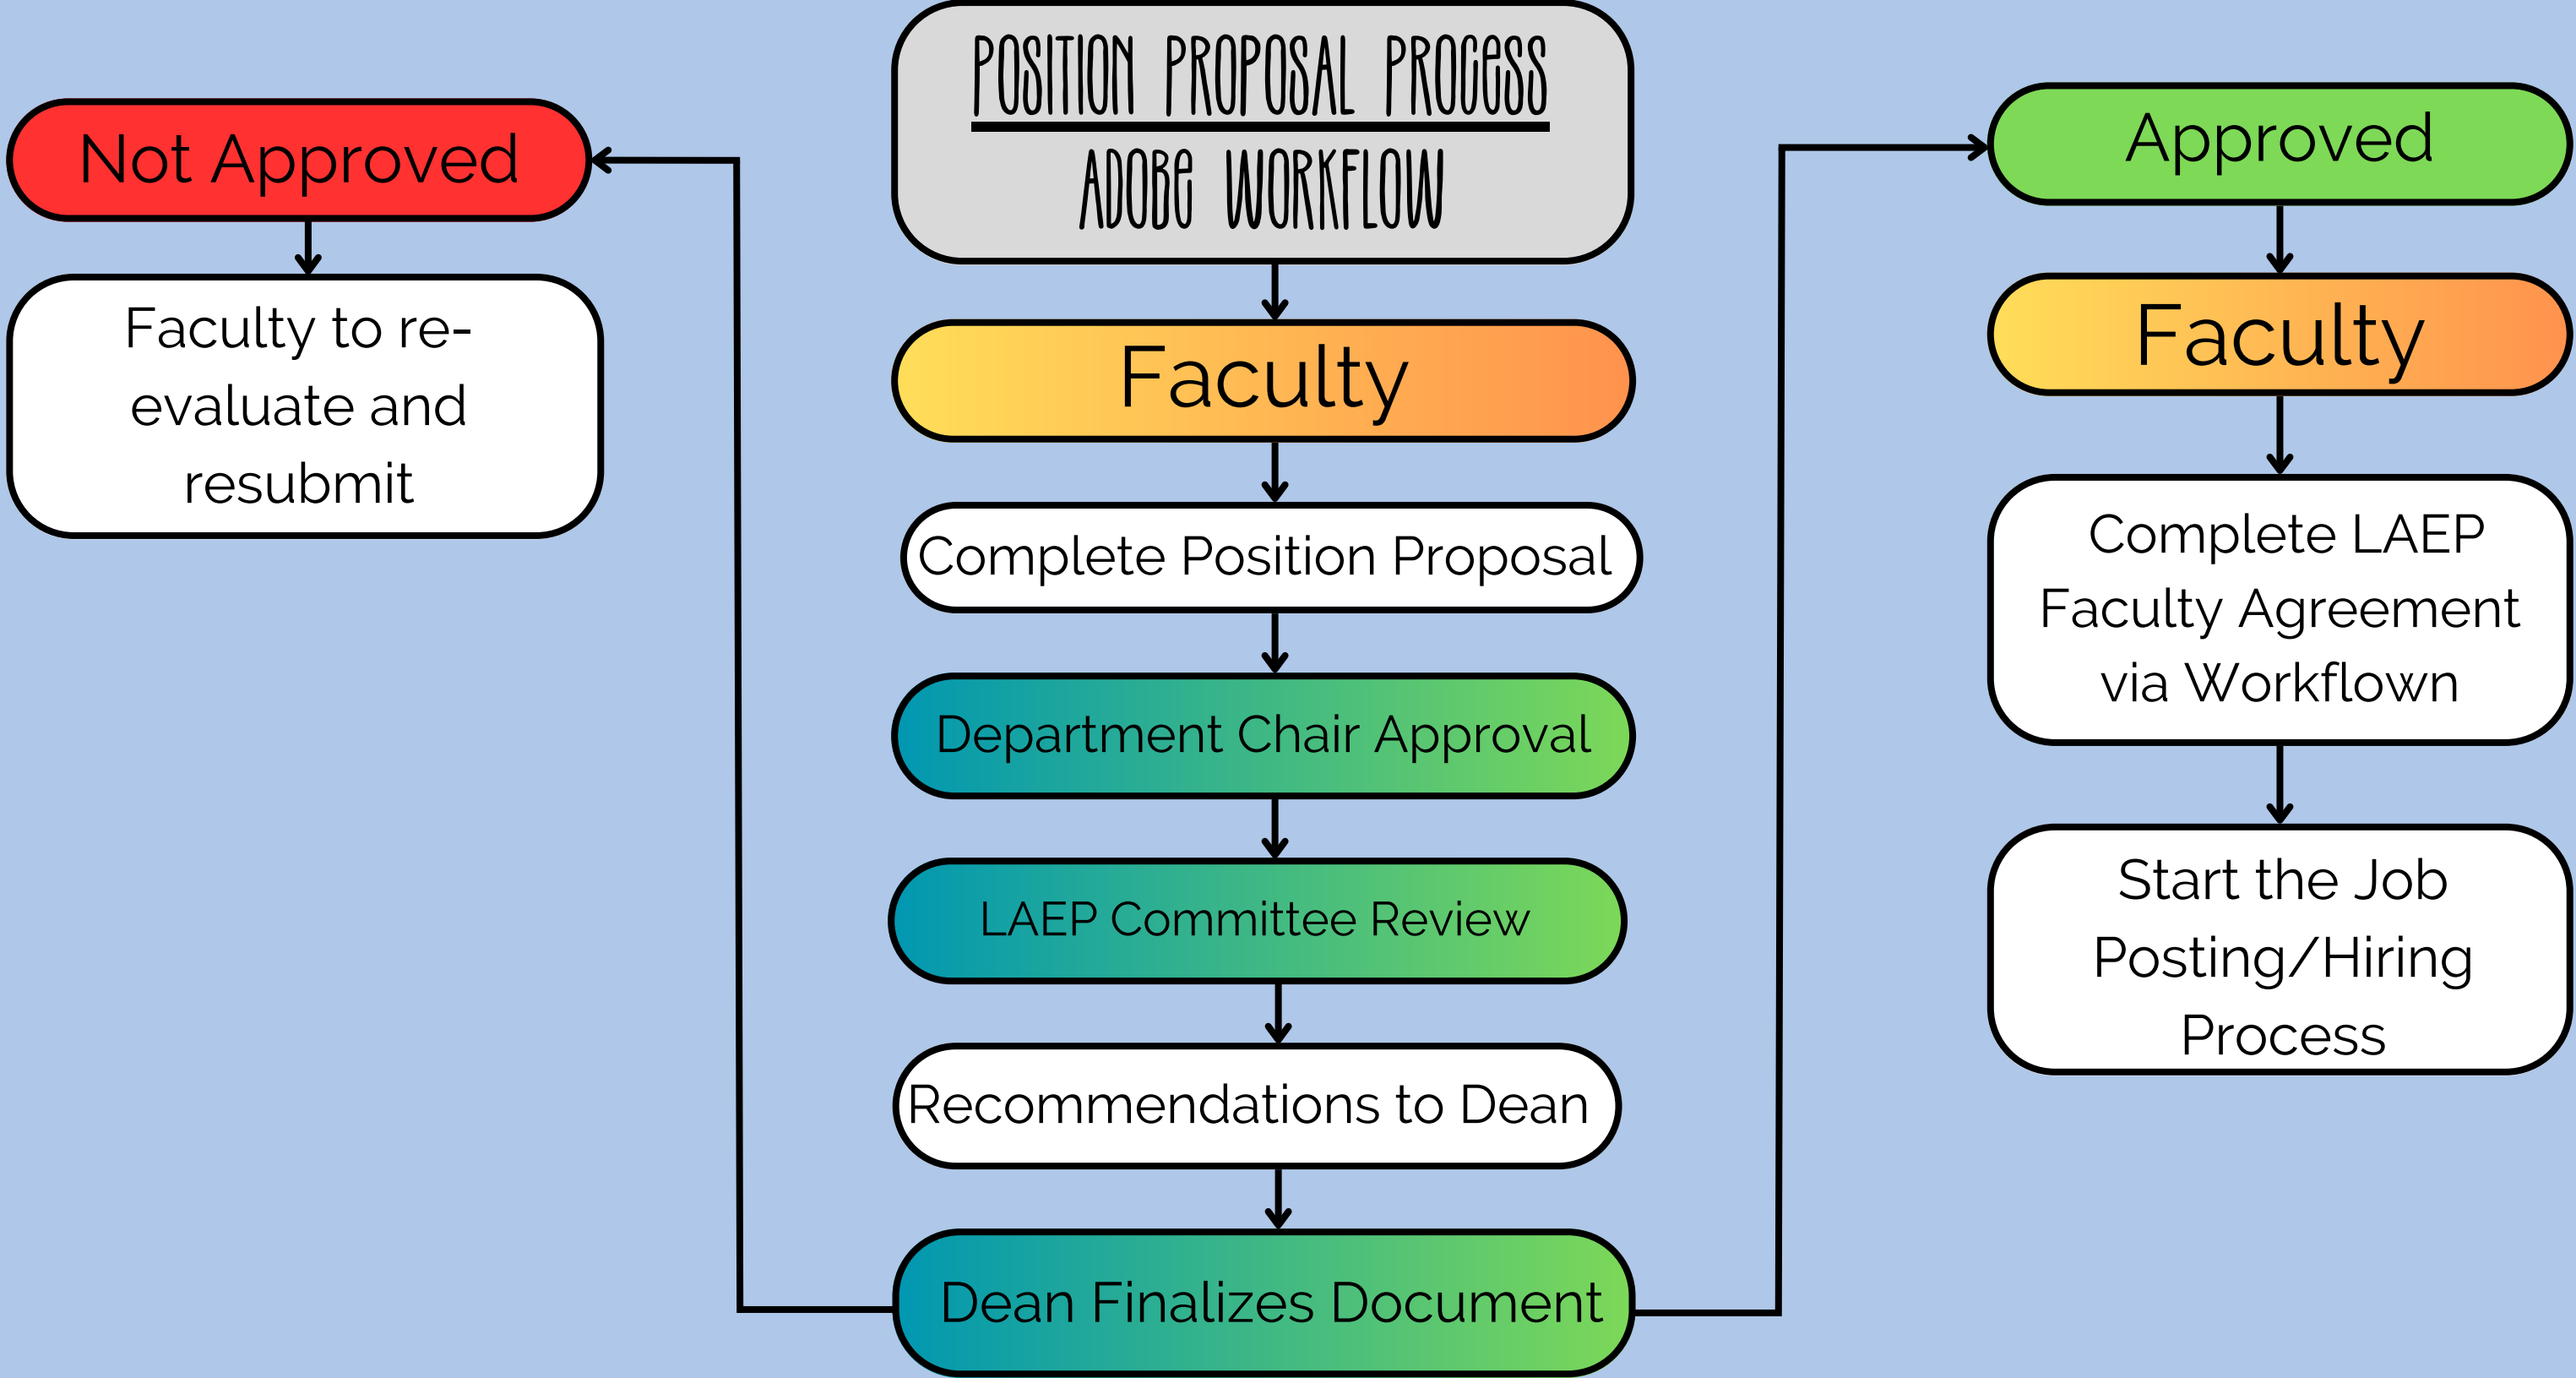 POSITION PROPOSAL PROCESS
ADOBE WORKFLOW
Faculty
Complete Position Proposal
Department Chair Approval
LAEP Committee Review
Recommendations to Dean
Dean Finalizes Document
Not Approved
Faculty to re-
evaluate and
resubmit
Approved
Faculty
Complete LAEP
Faculty Agreement
via Workflown
Start the Job
Posting/Hiring
Process